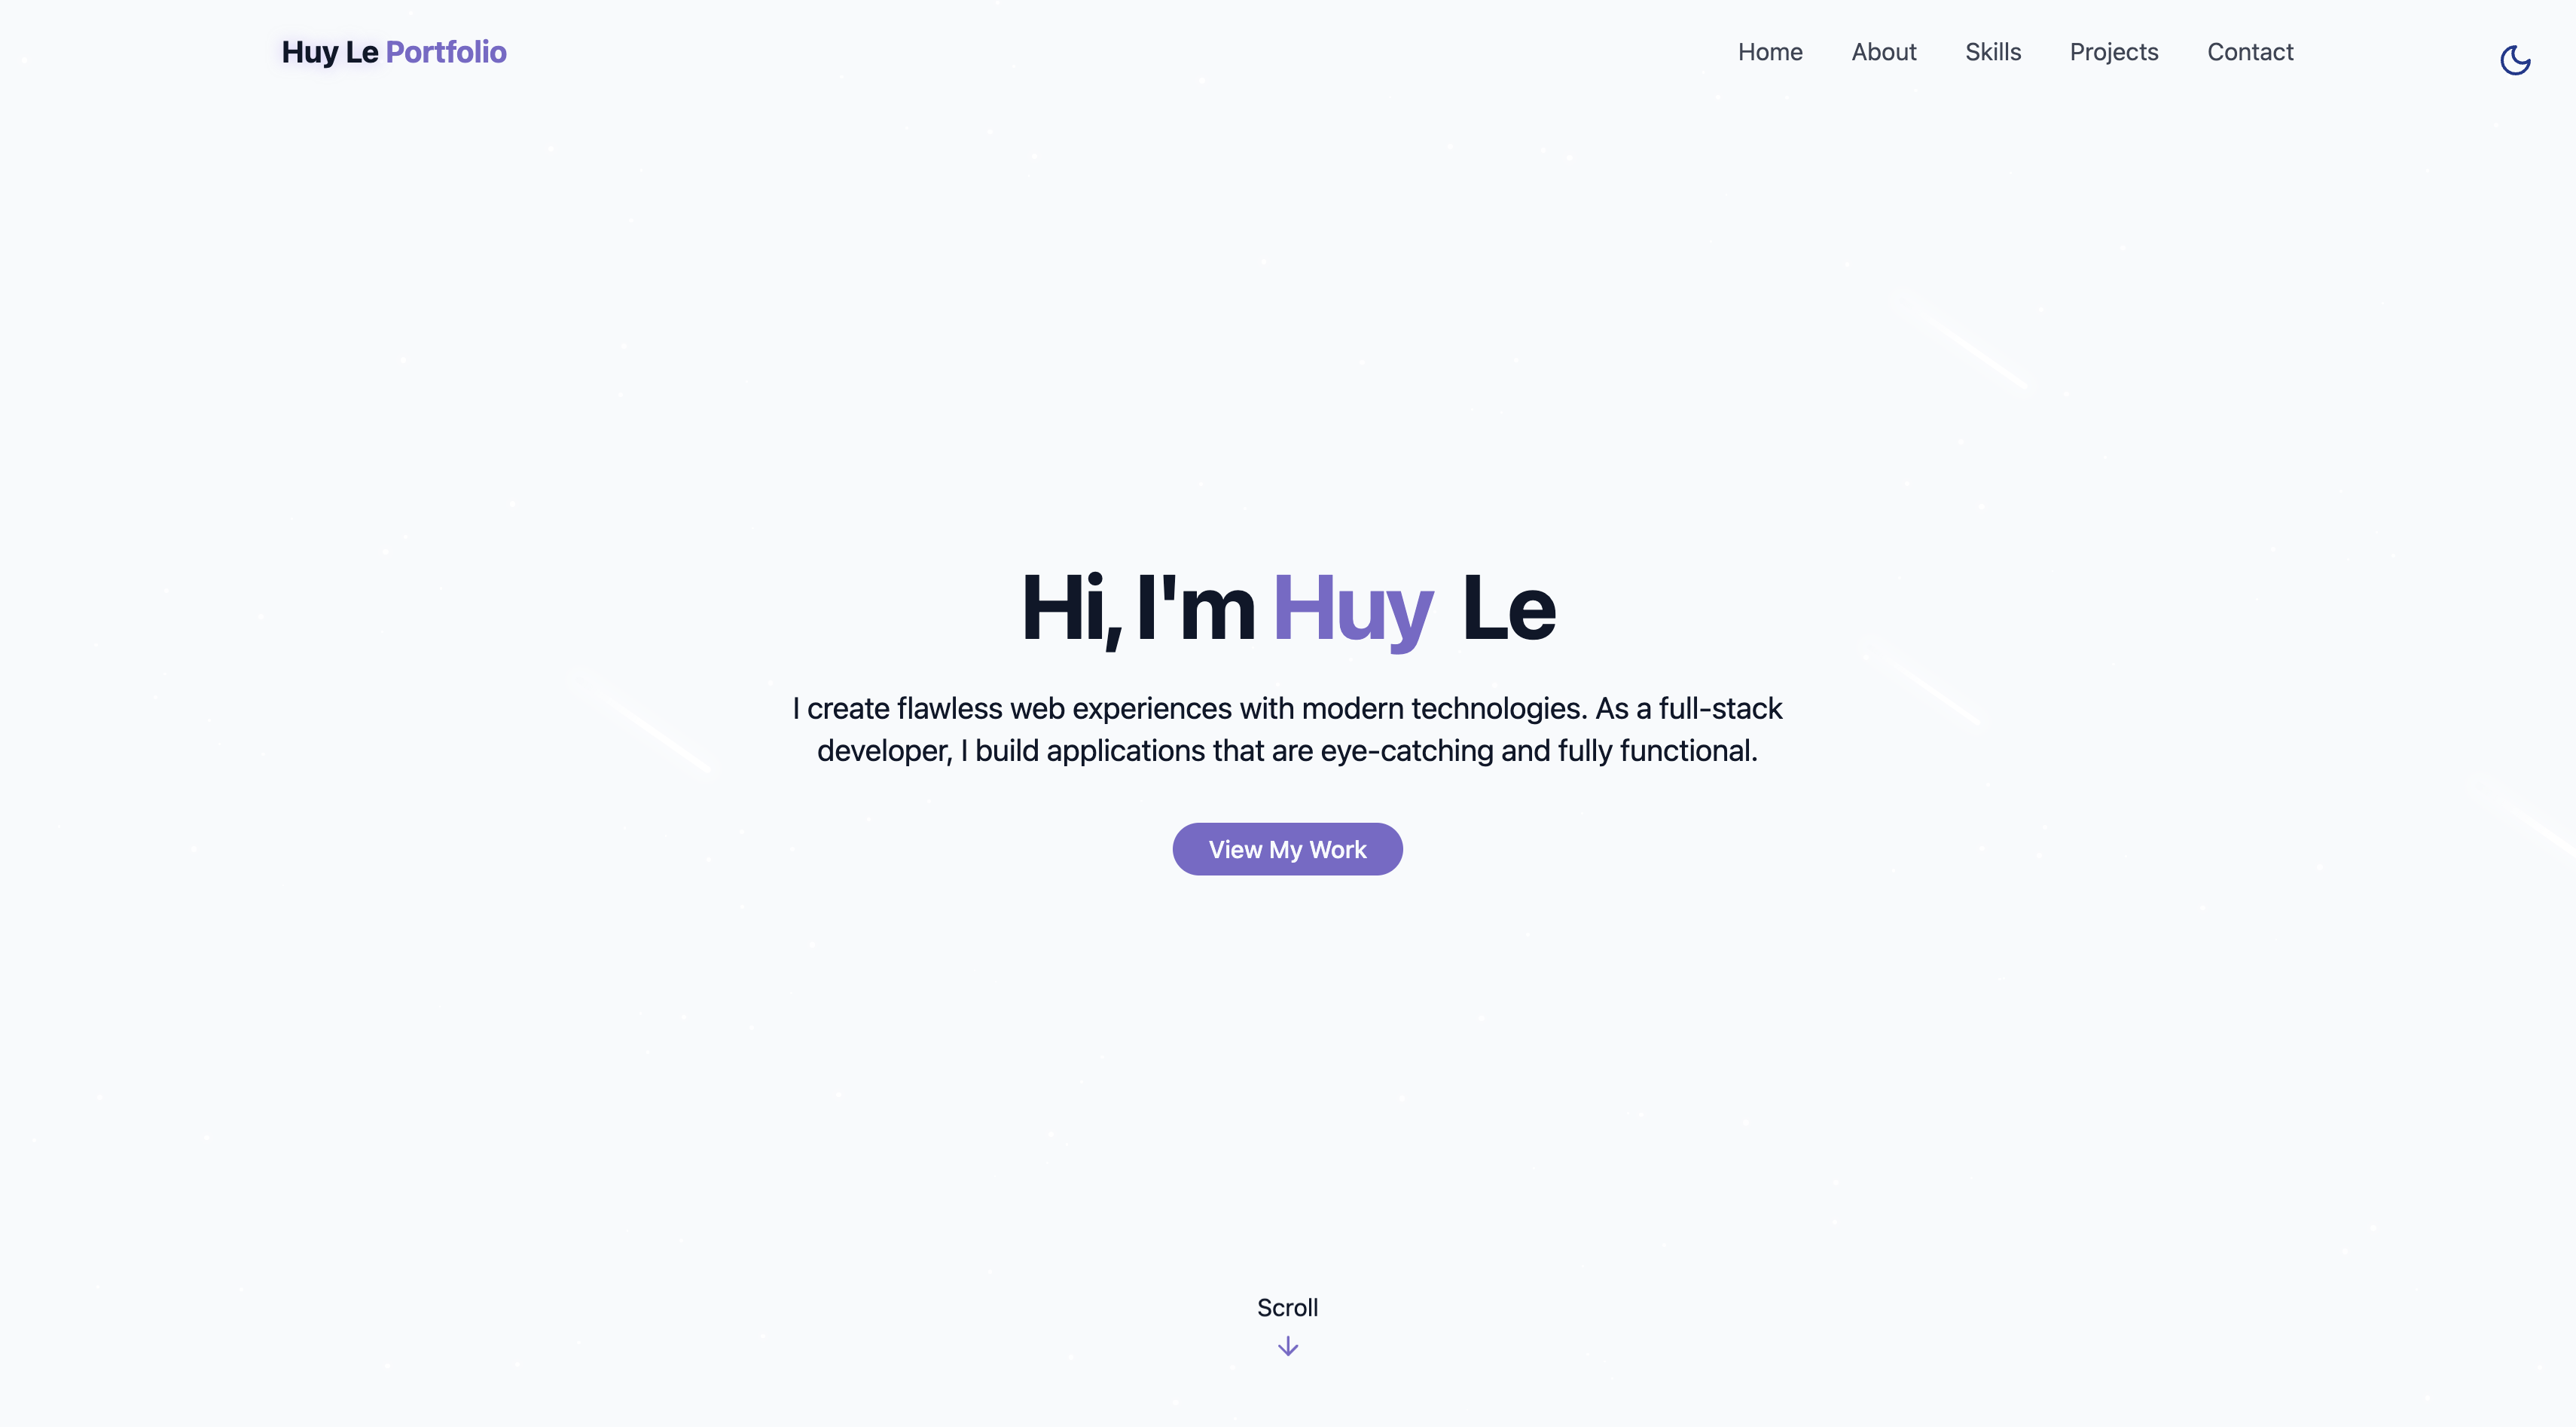 Huy Le Portfolio
Home About Skills Projects Contact
Hi, I'm Huy Le
I create flawless web experiences with modern technologies. As a full-stack
developer, I build applications that are eye-catching and fully functional.
View My Work
Scroll